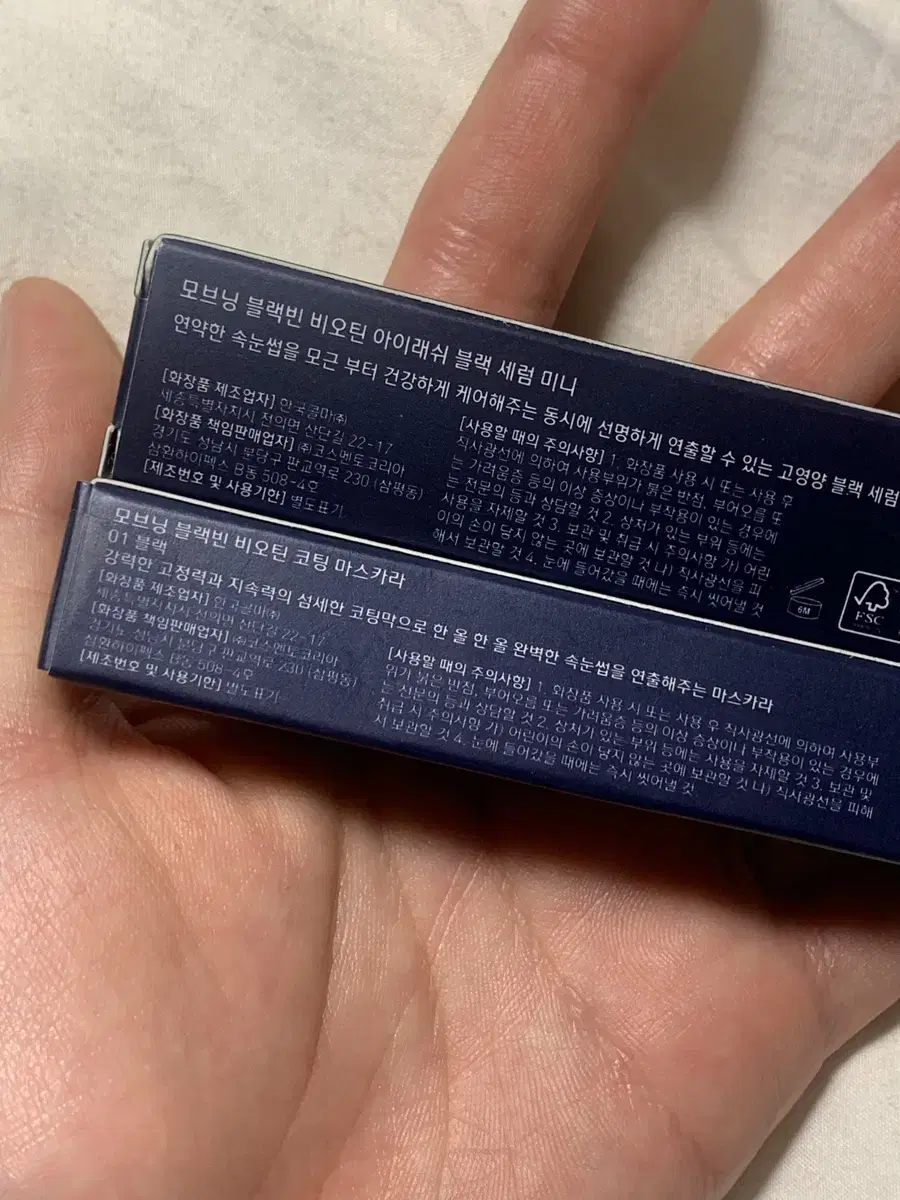 모브닝 블랙빈 비오틴 아이래쉬 블랙 세럼 미니
연약한 속눈썹을 모근 부터 건강하게 케어해주는 동시에 선명하게 연출할 수 있는 고영양 블랙 세럼
[화장품 제조업자] 한국콜마㈜
세종특별자치시 전의면 산단길 22-17
[화장품 책임판매업자] ㈜코스멘토코리아
경기도 성남시 분당구 판교역로 230 (삼평동)
삼환하이펙스 B동 508-4호
[제조번호 및 사용기한] 별도표기
[사용할 때의 주의사항] 1. 화장품 사용 시 또는 사용 후
직사광선에 의하여 사용부위가 붉은 반점, 부어오름 또
는 가려움증 등의 이상 증상이나 부작용이 있는 경우에
는 전문의 등과 상담할 것 2. 상처가 있는 부위 등에는
사용을 자제할 것 3. 보관 및 취급 시 주의사항 가) 어린
이의 손이 닿지 않는 곳에 보관할 것 나) 직사광선을 피
해서 보관할 것 4. 눈에 들어갔을 때에는 즉시 씻어낼 것
6M
FSC
모브닝 블랙빈 비오틴 코팅 마스카라
01 블랙
강력한 고정력과 지속력의 섬세한 코팅막으로 한 올 한 올 완벽한 속눈썹을 연출해주는 마스카라
[화장품 제조업자] 한국콜마㈜
세종특별자치시 전의면 산단길 22-17
[화장품 책임판매업자] ㈜코스멘토코리아
경기도 성남시 분당구 판교역로 230 (삼평동)
삼환하이펙스 B동 508-4호
[제조번호 및 사용기한] 별도표기
[사용할 때의 주의사항] 1. 화장품 사용 시 또는 사용 후 직사광선에 의하여 사용부
위가 붉은 반점, 부어오름 또는 가려움증 등의 이상 증상이나 부작용이 있는 경우에
는 전문의 등과 상담할 것 2. 상처가 있는 부위 등에는 사용을 자제할 것 3. 보관 및
취급 시 주의사항 가) 어린이의 손이 닿지 않는 곳에 보관할 것 나) 직사광선을 피해
서 보관할 것 4. 눈에 들어갔을 때에는 즉시 씻어낼 것